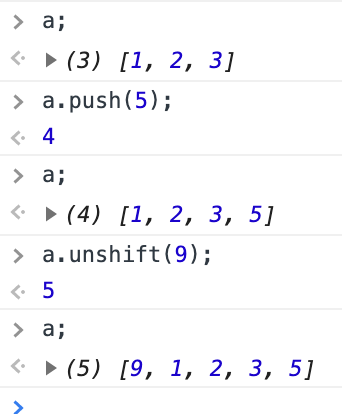 a;
(3) [1, 2, 3]
a.push(5);
4
a;
(4) [1, 2, 3, 5]
a.unshift(9);
5
a;
(5) [9, 1, 2, 3, 5]